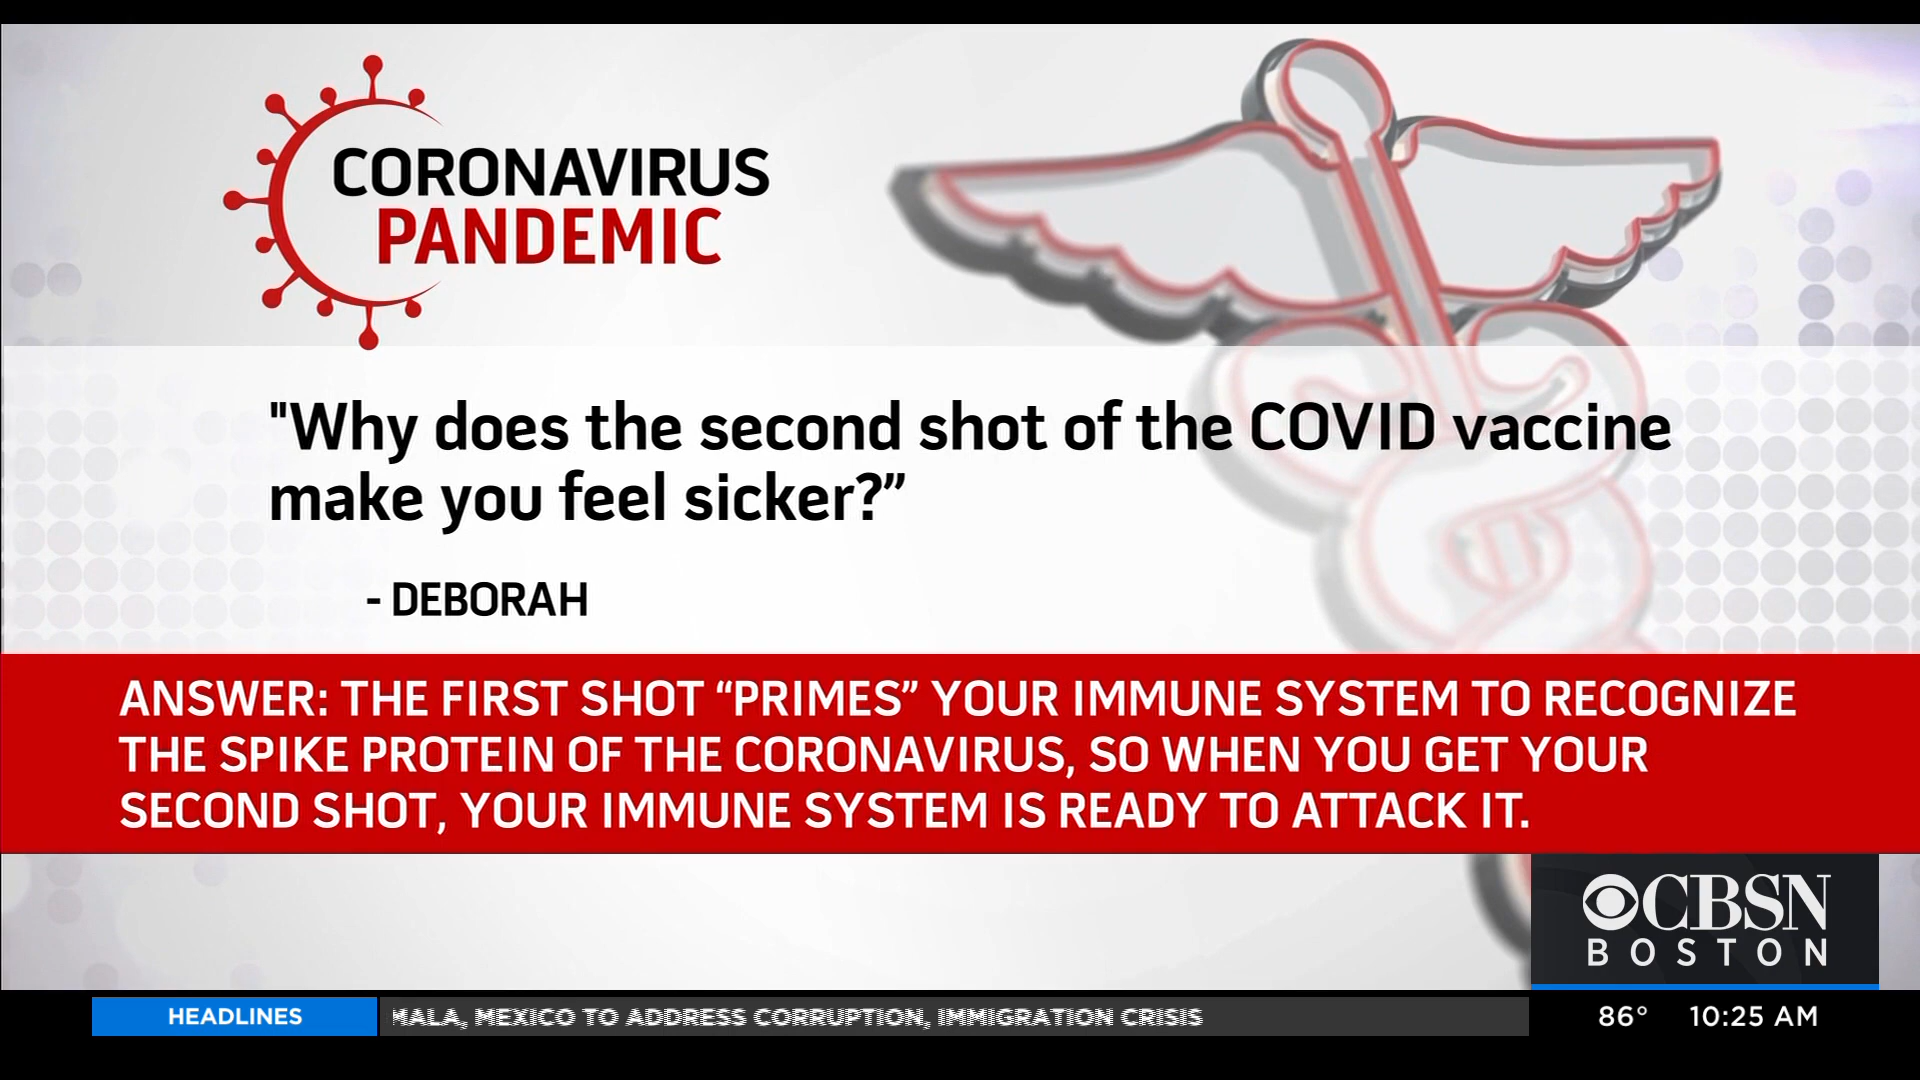 CORONAVIRUS
PANDEMIC
"Why does the second shot of the COVID vaccine
make you feel sicker?”
- DEBORAH
ANSWER: THE FIRST SHOT “PRIMES” YOUR IMMUNE SYSTEM TO RECOGNIZE
THE SPIKE PROTEIN OF THE CORONAVIRUS, SO WHEN YOU GET YOUR
SECOND SHOT, YOUR IMMUNE SYSTEM IS READY TO ATTACK IT.
CBSN
BOSTON
HEADLINES
MALA, MEXICO TO ADDRESS CORRUPTION, IMMIGRATION CRISIS
86° 10:25 AM